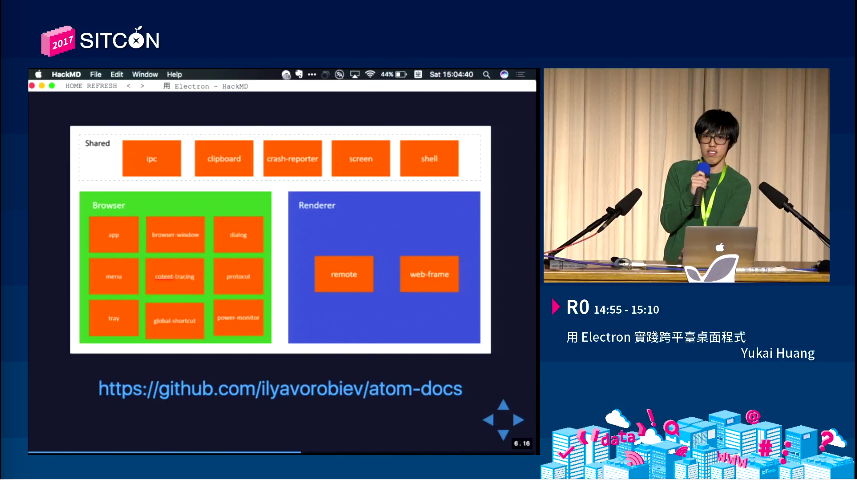 2017 SITCON
HackMD File Edit Window Help
44%
Sat 15:04:40
HOME REFRESH < > 用 Electron - HackMD
Shared
ipc
clipboard
crash-reporter
screen
shell
Browser
app
browser-window
dialog
menu
cotent-tracing
protocol
tray
global-shortcut
power-monitor
Renderer
remote
web-frame
https://github.com/ilyavorobiev/atom-docs
6.16
R0 14:55 - 15:10
用 Electron 實踐跨平臺桌面程式
Yukai Huang
data
www